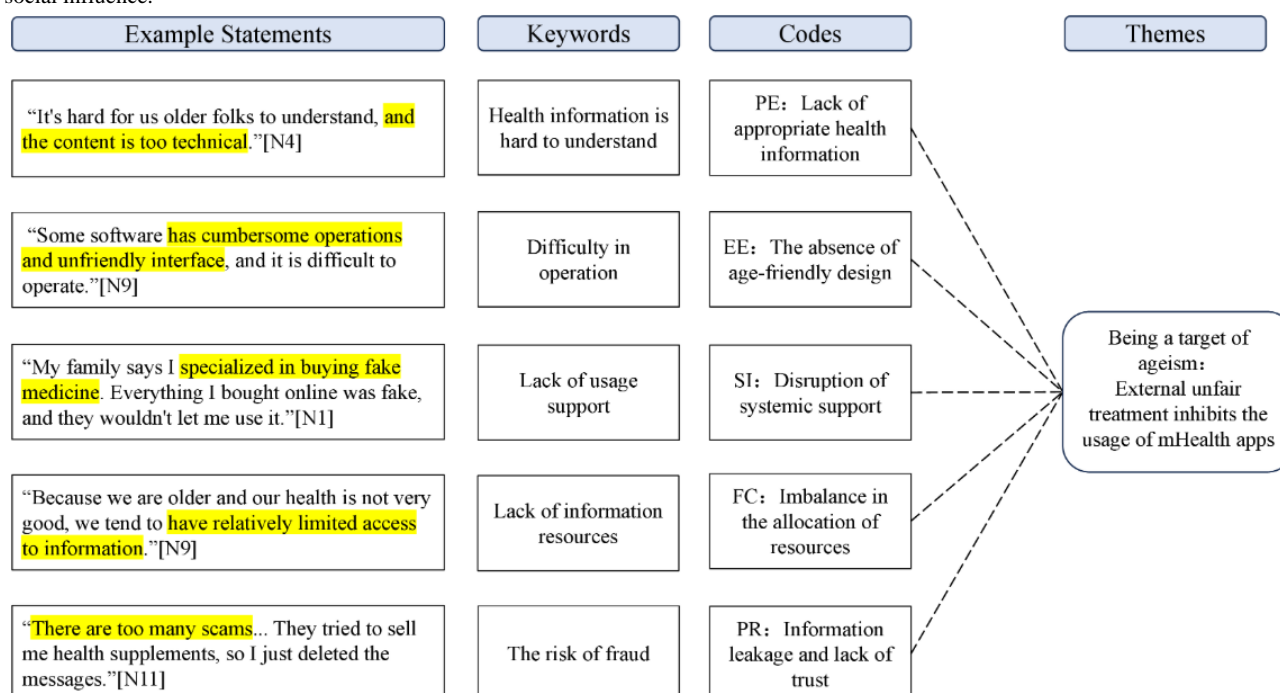 social influence.
Example Statements
Keywords
Codes
Themes
“It's hard for us older folks to understand, and
the content is too technical.”[N4]
Health information is
hard to understand
PE：Lack of
appropriate health
information
“Some software has cumbersome operations
and unfriendly interface, and it is difficult to
operate.”[N9]
Difficulty in
operation
EE：The absence of
age-friendly design
“My family says I specialized in buying fake
medicine. Everything I bought online was fake,
and they wouldn't let me use it.”[N1]
Lack of usage
support
SI：Disruption of
systemic support
“Because we are older and our health is not very
good, we tend to have relatively limited access
to information.”[N9]
Lack of information
resources
FC：Imbalance in
the allocation of
resources
“There are too many scams... They tried to sell
me health supplements, so I just deleted the
messages.”[N11]
The risk of fraud
PR：Information
leakage and lack of
trust
Being a target of
ageism：
External unfair
treatment inhibits the
usage of mHealth apps